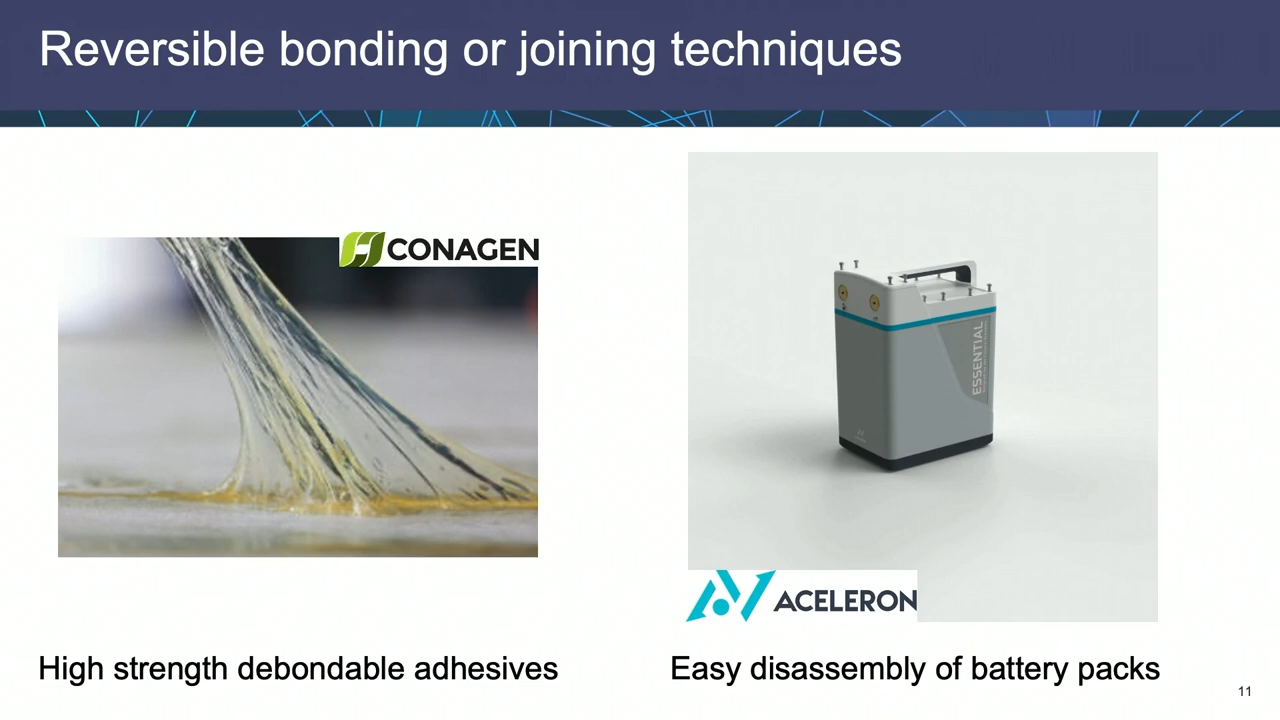 Reversible bonding or joining techniques
CONAGEN
ESSENTIAL
ACELERON
High strength debondable adhesives
Easy disassembly of battery packs
11